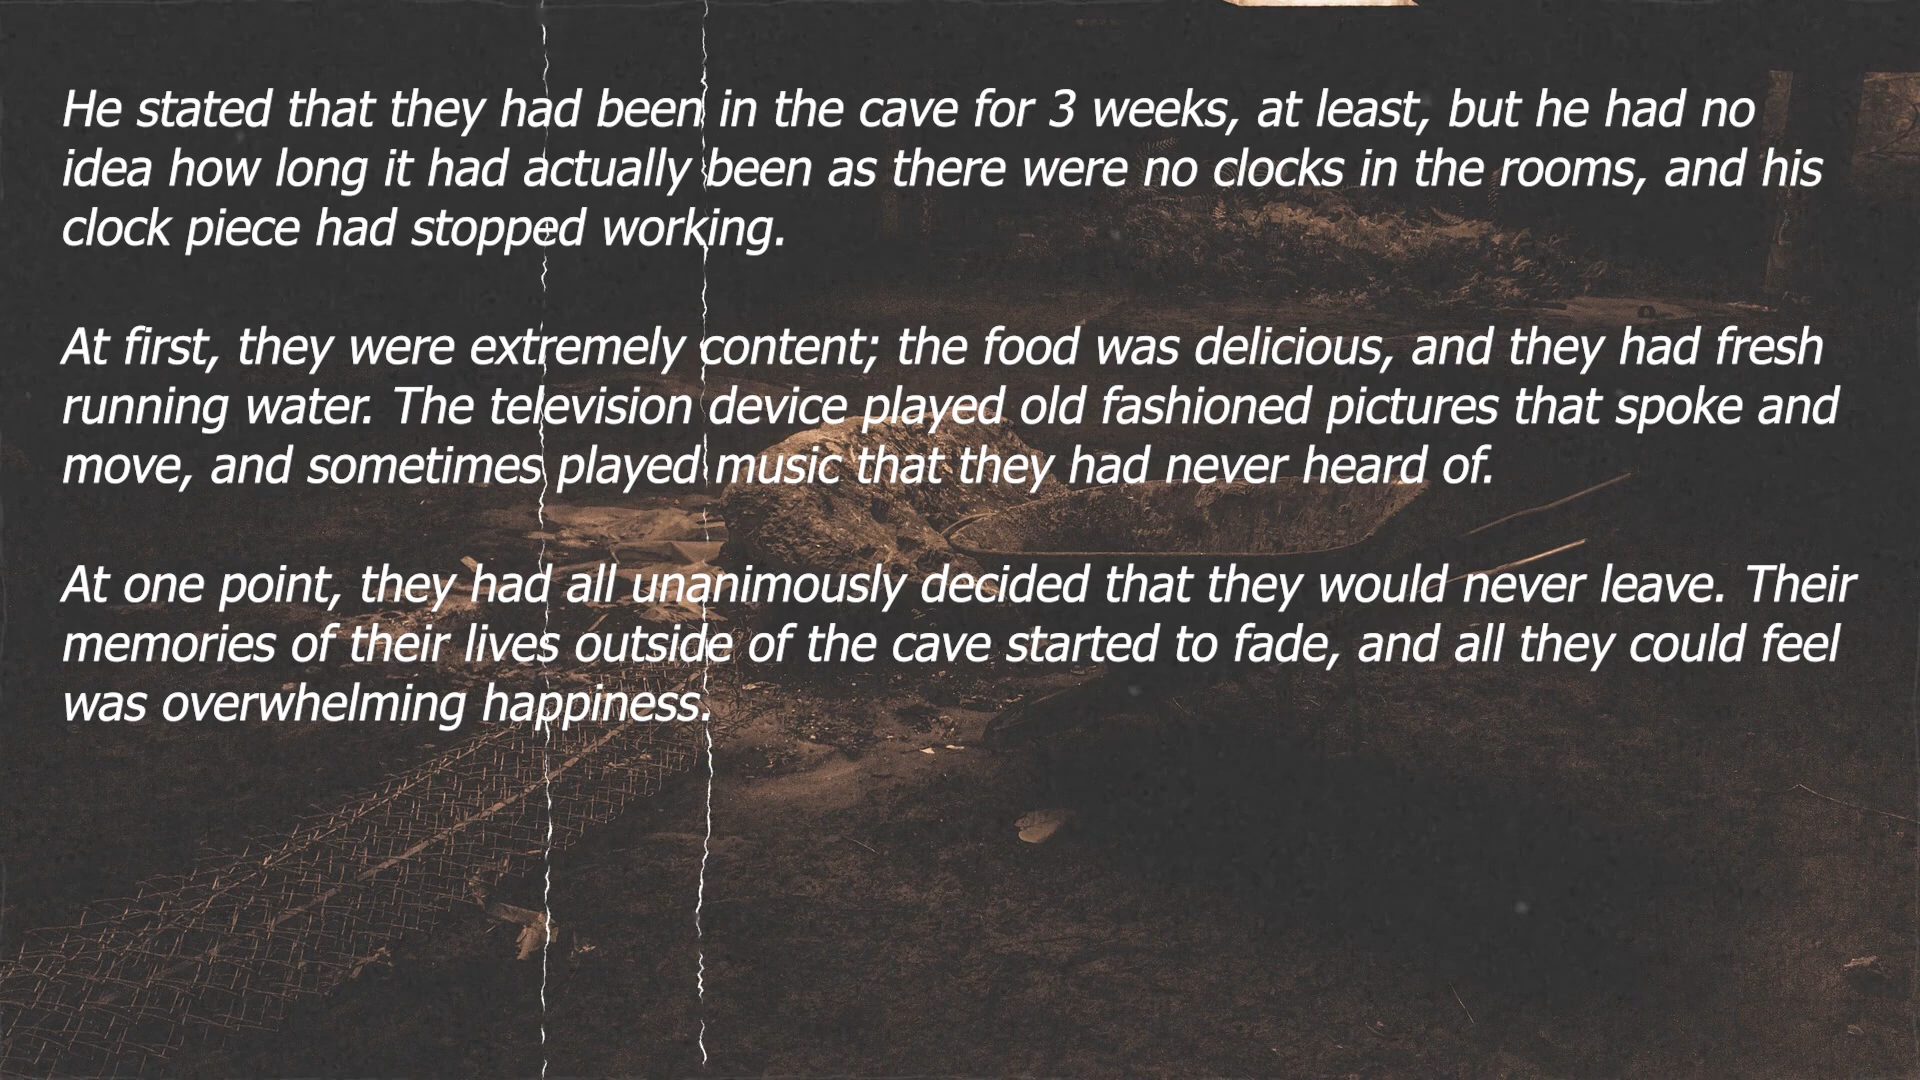 He stated that they had been in the cave for 3 weeks, at least, but he had no
idea how long it had actually been as there were no clocks in the rooms, and his
clock piece had stopped working.
At first, they were extremely content; the food was delicious, and they had fresh
running water. The television device played old fashioned pictures that spoke and
move, and sometimes played music that they had never heard of.
At one point, they had all unanimously decided that they would never leave. Their
memories of their lives outside of the cave started to fade, and all they could feel
was overwhelming happiness.